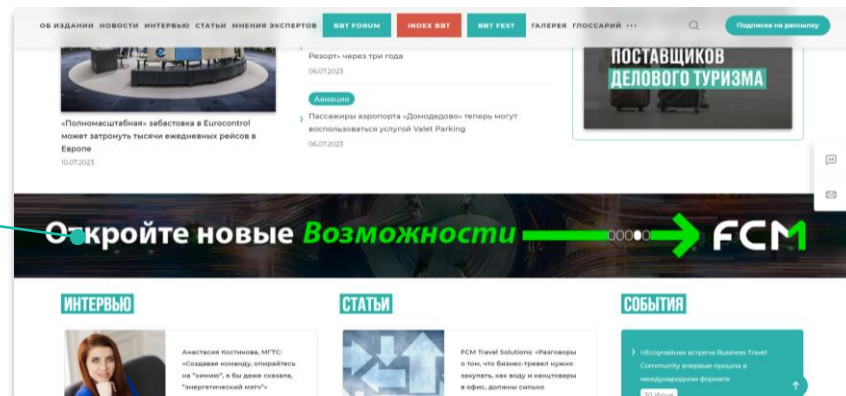 ОБ ИЗДАНИИ НОВОСТИ ИНТЕРВЬЮ СТАТЬИ МНЕНИЯ ЭКСПЕРТОВ BBT FORUM INDEX BBT BBT FEST ГАЛЕРЕЯ ГЛОССАРИЙ ••• Подписка на рассылку
«Полномасштабная» забастовка в Eurocontrol
может затронуть тысячи ежедневных рейсов в
Европе
10.07.2023
Резорт» через три года
06.07.2023
Авиация
Пассажиры аэропорта «Домодедово» теперь могут
воспользоваться услугой Valet Parking
06.07.2023
ПОСТАВЩИКОВ
ДЕЛОВОГО ТУРИЗМА
Откройте новые Возможности FCM
ИНТЕРВЬЮ
Анастасия Костикова, МГТС:
«Создавая команду, опирайтесь
на "химию", я бы даже сказала,
"энергетический мэтч"»
СТАТЬИ
FCM Travel Solutions: «Разговоры
о том, что бизнес-тревел нужно
закупать, как воду и канцтовары
в офис, должны сильно
СОБЫТИЯ
НЕслучайная встреча Business Travel
Community впервые прошла в
международном формате
30 Июня